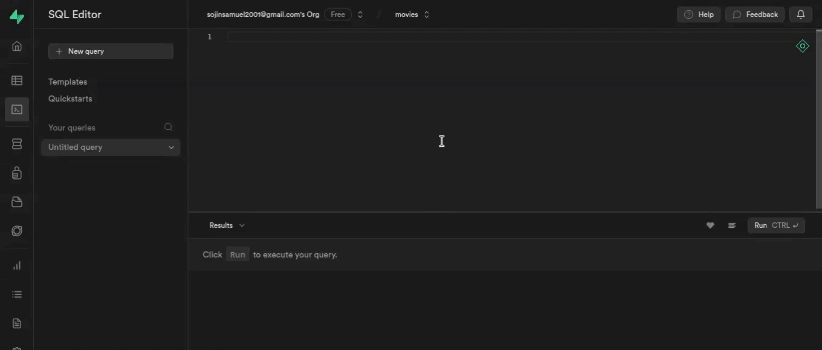 SQL Editor
sojinsamuel2001@gmail.com's Org Free / movies
Help
Feedback
+ New query
1
Templates
Quickstarts
Your queries
Untitled query
Results
Run CTRL ↵
Click Run to execute your query.